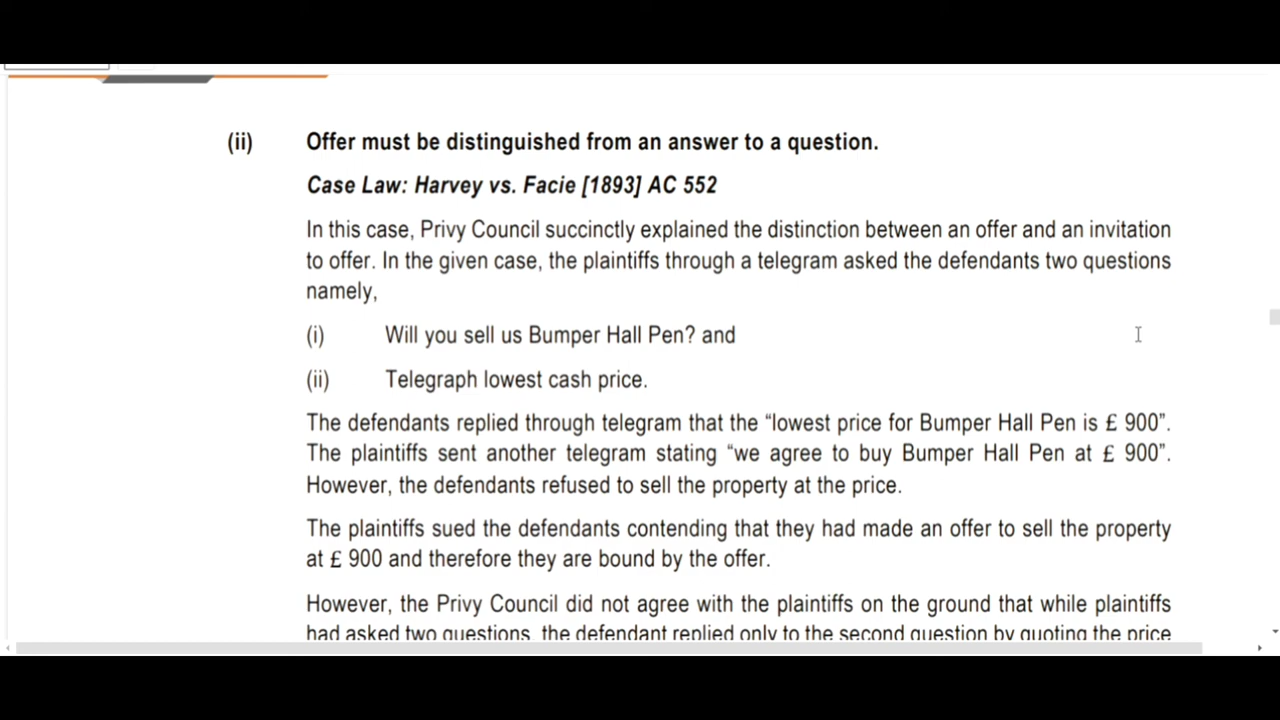 (ii) Offer must be distinguished from an answer to a question.
Case Law: Harvey vs. Facie [1893] AC 552
In this case, Privy Council succinctly explained the distinction between an offer and an invitation
to offer. In the given case, the plaintiffs through a telegram asked the defendants two questions
namely,
(i) Will you sell us Bumper Hall Pen? and
(ii) Telegraph lowest cash price.
The defendants replied through telegram that the “lowest price for Bumper Hall Pen is £ 900”.
The plaintiffs sent another telegram stating “we agree to buy Bumper Hall Pen at £ 900”.
However, the defendants refused to sell the property at the price.
The plaintiffs sued the defendants contending that they had made an offer to sell the property
at £ 900 and therefore they are bound by the offer.
However, the Privy Council did not agree with the plaintiffs on the ground that while plaintiffs
had asked two questions, the defendant replied only to the second question by quoting the price